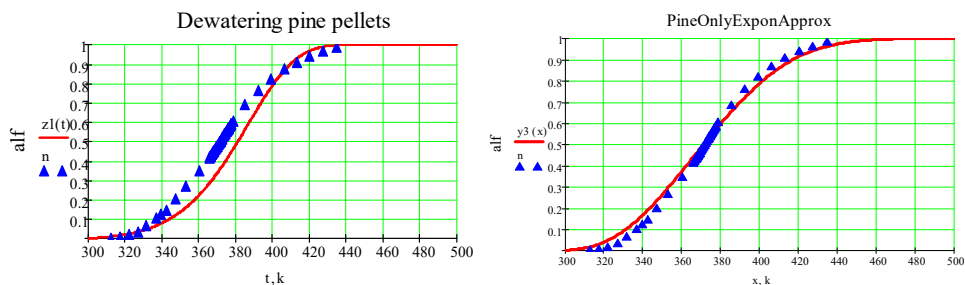 Dewatering pine pellets
1
0.9
0.8
0.7
z1(t)0.6
0.5
n
0.4
0.3
0.2
0.1
alf
300 320 340 360 380 400 420 440 460 480 500
t, k
PineOnlyExponApprox
1
0.9
0.8
0.7
0.6
y3 (x)
0.5
n
0.4
0.3
0.2
0.1
alf
300 320 340 360 380 400 420 440 460 480 500
x, k